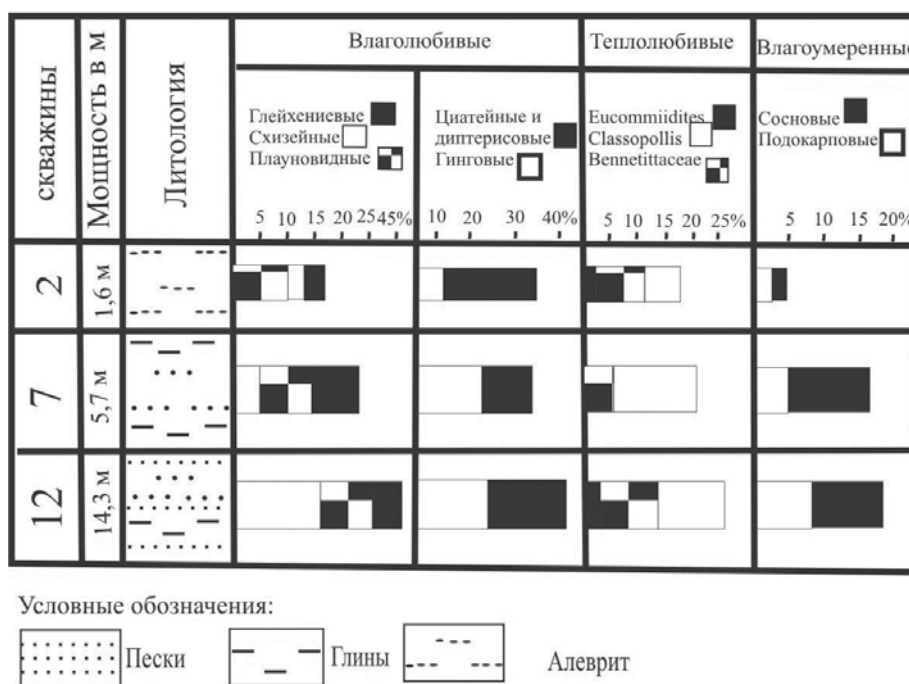 скважины
Мощность в м
Литология
Влаголюбивые
Теплолюбивые
Влагоумеренные
Глейхениевые
Схизейные
Плауновидные
Циатейные и
диптерисовые
Гинговые
Eucommiidites
Classopollis
Bennetittaceae
Сосновые
Подокарповые
5 10 15 20 25 45%
10 20 30 40%
5 10 15 20 25%
5 10 15 20%
2
1,6 м
7
5,7 м
12
14,3 м
Условные обозначения:
Пески
Глины
Алеврит